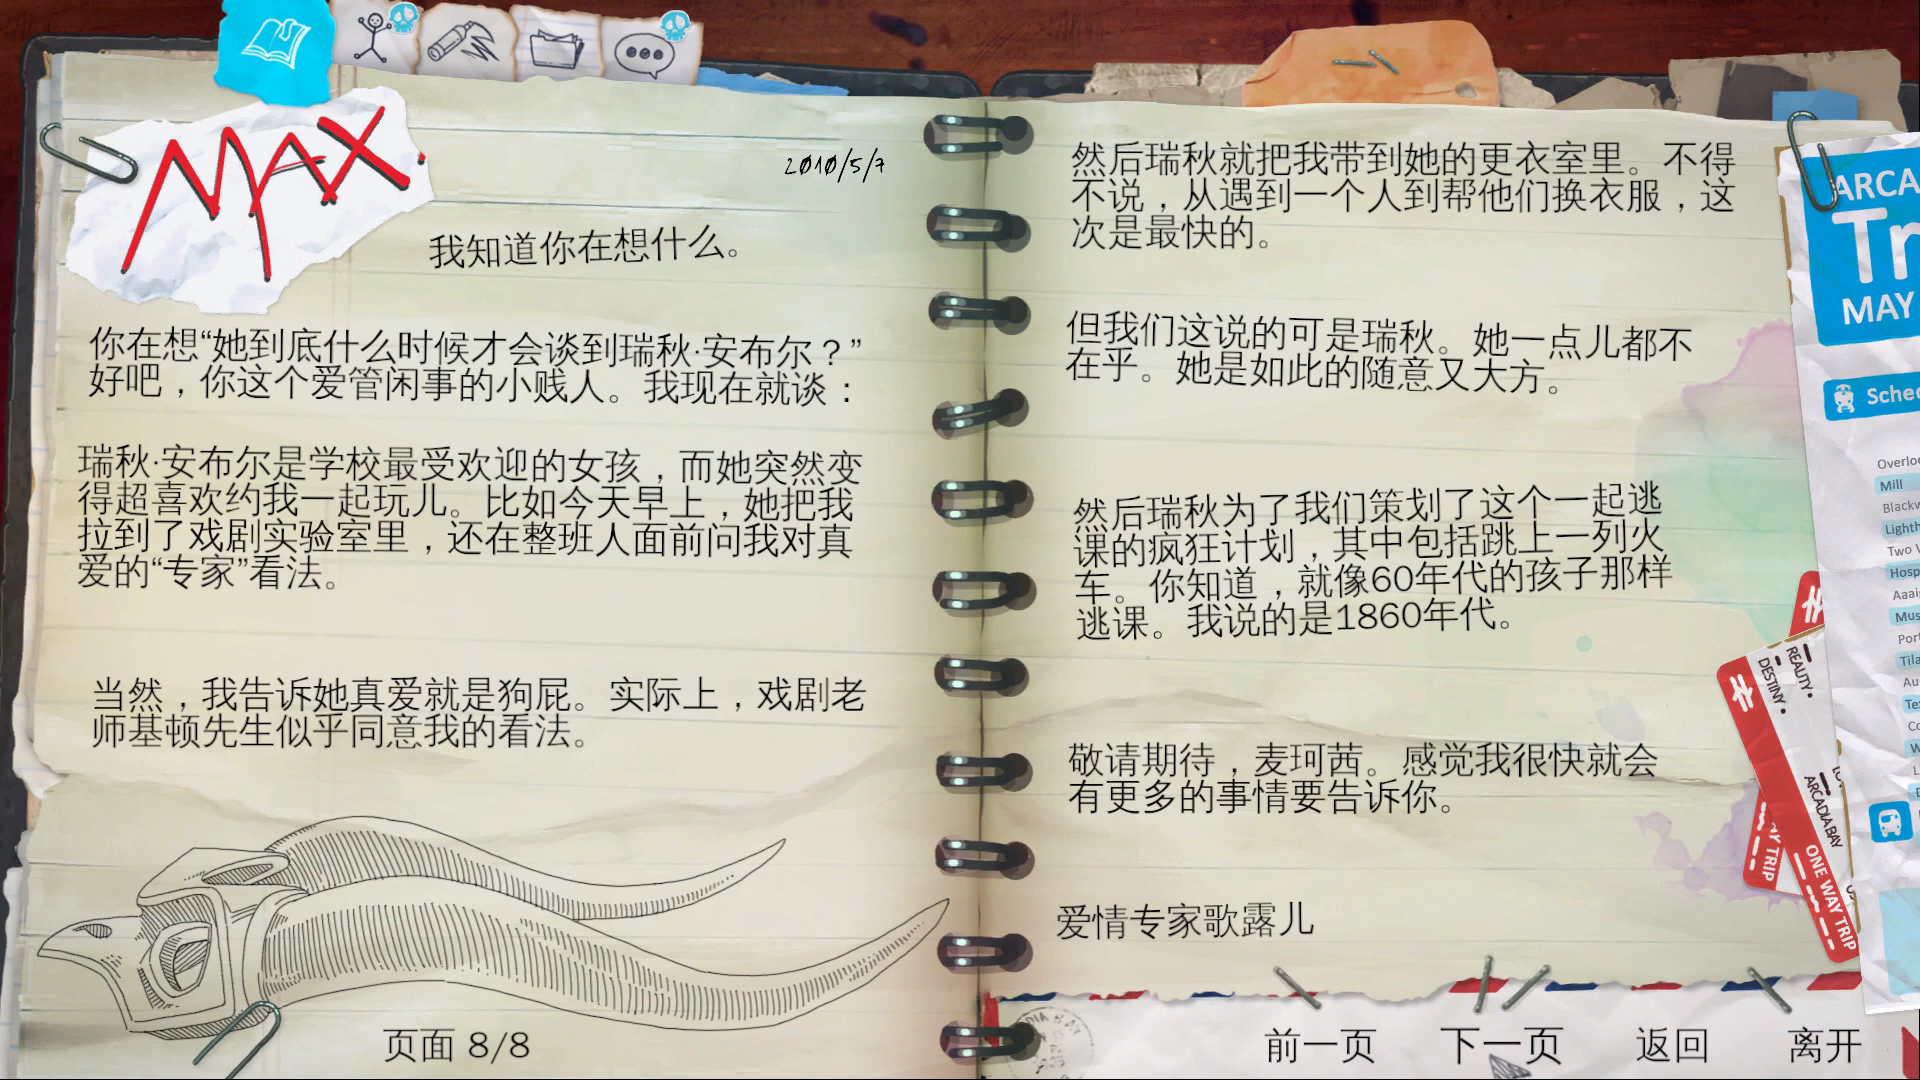 MAX.
2010/5/7
我知道你在想什么。
你在想“她到底什么时候才会谈到瑞秋·安布尔？”
好吧，你这个爱管闲事的小贱人。我现在就谈：
瑞秋·安布尔是学校最受欢迎的女孩，而她突然变
得超喜欢约我一起玩儿。比如今天早上，她把我
拉到了戏剧实验室里，还在整班人面前问我对真
爱的“专家”看法。
当然，我告诉她真爱就是狗屁。实际上，戏剧老
师基顿先生似乎同意我的看法。
页面 8/8
然后瑞秋就把我带到她的更衣室里。不得
不说，从遇到一个人到帮他们换衣服，这
次是最快的。
但我们这说的可是瑞秋。她一点儿都不
在乎。她是如此的随意又大方。
然后瑞秋为了我们策划了这个一起逃
课的疯狂计划，其中包括跳上一列火
车。你知道，就像60年代的孩子那样
逃课。我说的是1860年代。
敬请期待，麦珂茜。感觉我很快就会
有更多的事情要告诉你。
爱情专家歌露儿
前一页
下一页
返回
离开
ARCA
Tr
MAY
Sched
Overloo
Mill
Blackw
Lighth
Two
Hosp
Aaai
Mus
Port
Tila
Au
Te
REALITY
DESTINY
ARCADIA BAY
ONE WAY TRIP
Y TRIP